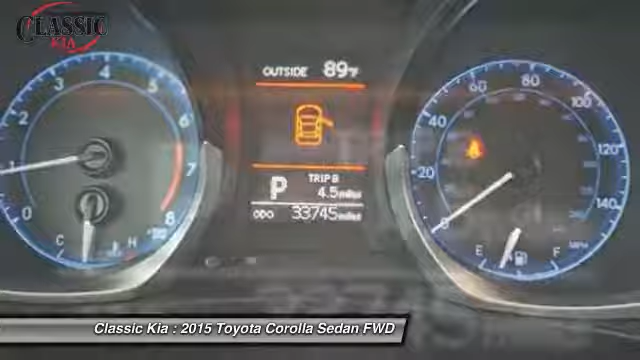 CLASSIC
KIA
OUTSIDE 89°F
TRIP B
P 4.5 miles
ODO 33745 miles
0 1 2 3 4 5 6 7 8
C H
0 20 40 60 80 100 120 140
MPH
E F
Classic Kia : 2015 Toyota Corolla Sedan FWD